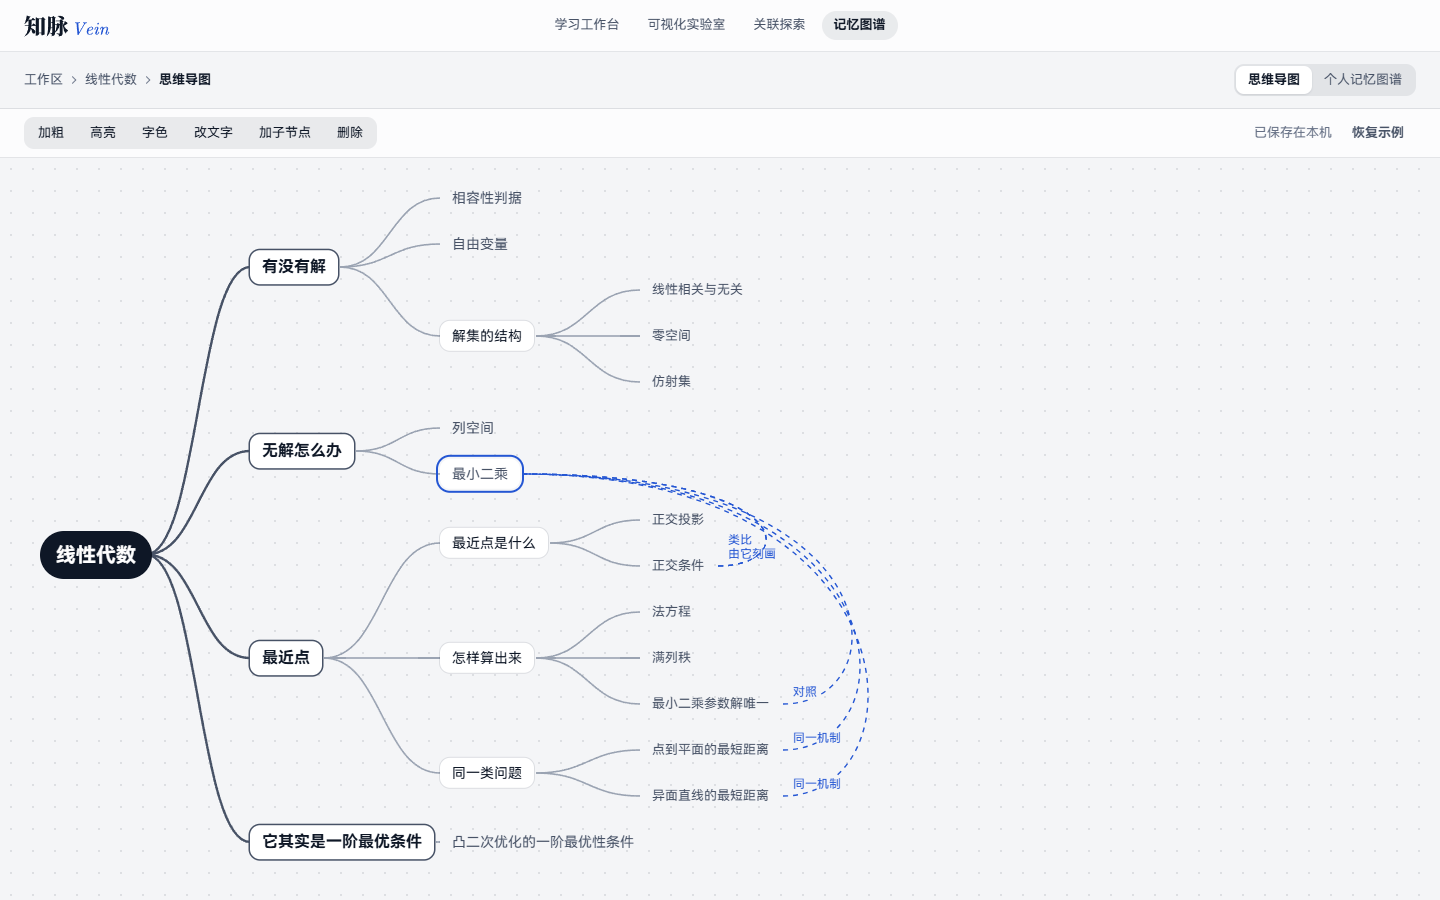 知脉 Vein
学习工作台 可视化实验室 关联探索 记忆图谱
工作区 > 线性代数 > 思维导图
思维导图 个人记忆图谱
加粗 高亮 字色 改文字 加子节点 删除
已保存在本机 恢复示例
线性代数
有没有解
相容性判据
自由变量
解集的结构
线性相关与无关
零空间
仿射集
无解怎么办
列空间
最小二乘
最近点
最近点是什么
正交投影
正交条件
类比
由它刻画
怎样算出来
法方程
满列秩
最小二乘参数解唯一
对照
同一类问题
点到平面的最短距离
同一机制
异面直线的最短距离
同一机制
它其实是一阶最优条件
凸二次优化的一阶最优性条件